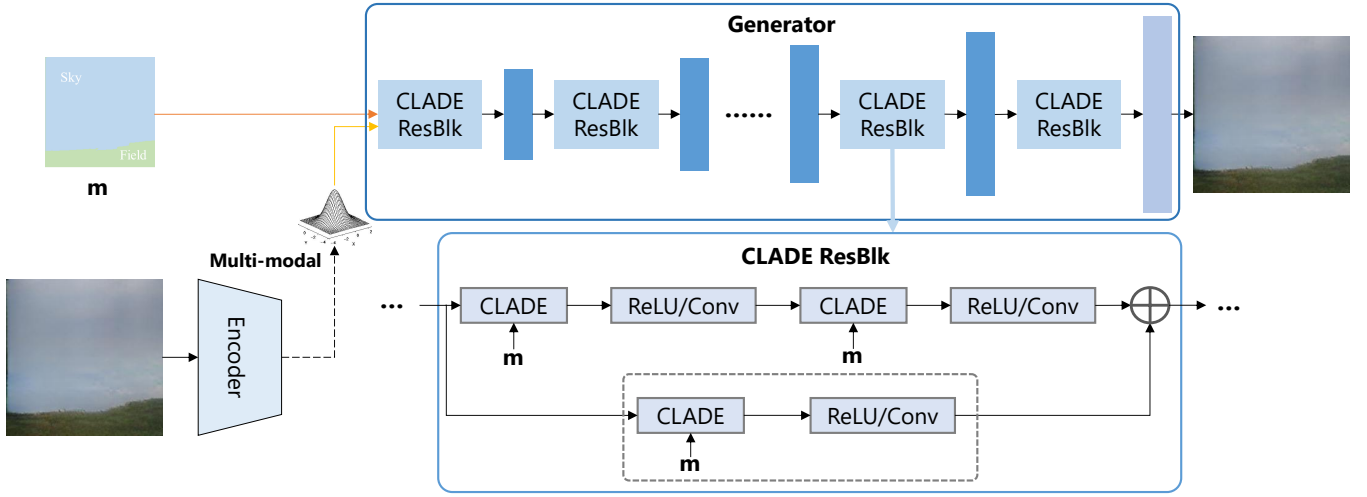 Generator
Sky
Field
m
CLADE
ResBlk
CLADE
ResBlk
......
CLADE
ResBlk
CLADE
ResBlk
Multi-modal
Encoder
CLADE ResBlk
...
CLADE
ReLU/Conv
CLADE
ReLU/Conv
...
m
m
CLADE
ReLU/Conv
m